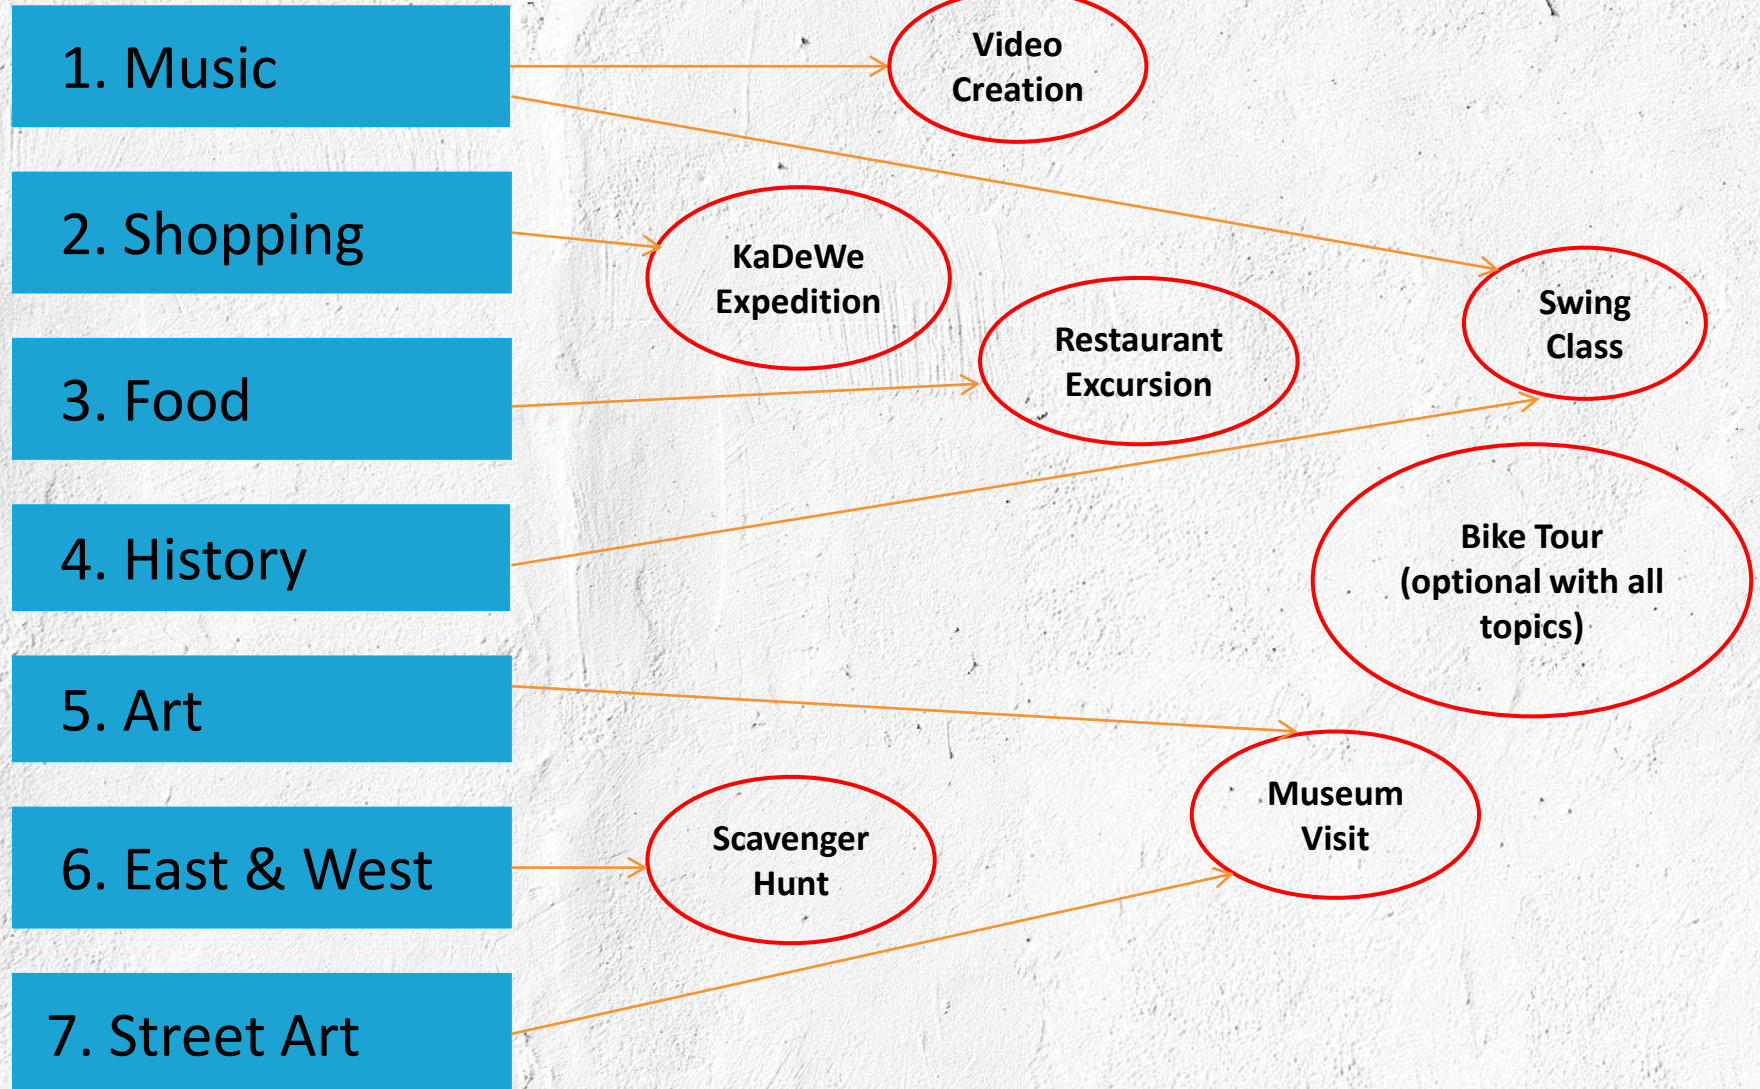 1. Music
Video
Creation
2. Shopping
KaDeWe
Expedition
Swing
Class
3. Food
Restaurant
Excursion
4. History
Bike Tour
(optional with all
topics)
5. Art
Museum
Visit
6. East & West
Scavenger
Hunt
7. Street Art